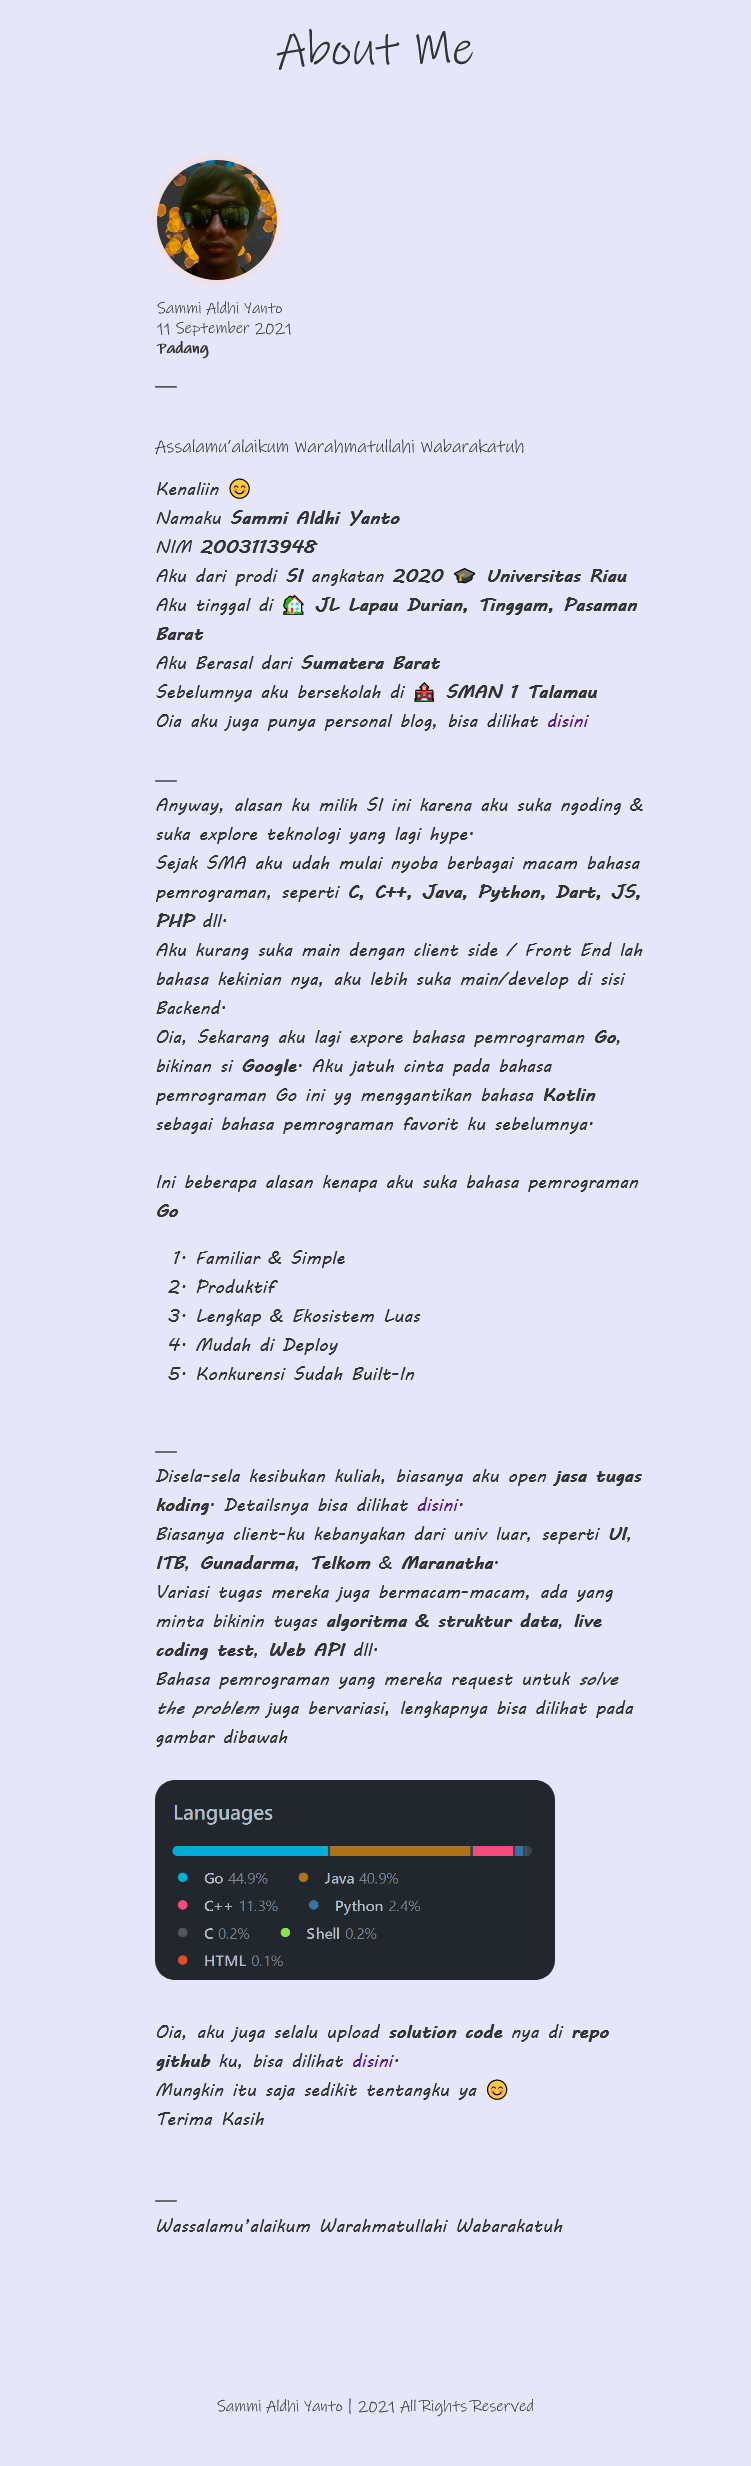 About Me
Sammi Aldhi Yanto
11 September 2021
Padang
—
Assalamu'alaikum Warahmatullahi Wabarakatuh
Kenaliin 😊
Namaku Sammi Aldhi Yanto
NIM 2003113948
Aku dari prodi SI angkatan 2020 🎓 Universitas Riau
Aku tinggal di 🏡 JL Lapau Durian, Tinggam, Pasaman
Barat
Aku Berasal dari Sumatera Barat
Sebelumnya aku bersekolah di 🏫 SMAN 1 Talamau
Oia aku juga punya personal blog, bisa dilihat disini
—
Anyway, alasan ku milih SI ini karena aku suka ngoding &
suka explore teknologi yang lagi hype.
Sejak SMA aku udah mulai nyoba berbagai macam bahasa
pemrograman, seperti C, C++, Java, Python, Dart, JS,
PHP dll.
Aku kurang suka main dengan client side / Front End lah
bahasa kekinian nya, aku lebih suka main/develop di sisi
Backend.
Oia, Sekarang aku lagi expore bahasa pemrograman Go,
bikinan si Google. Aku jatuh cinta pada bahasa
pemrograman Go ini yg menggantikan bahasa Kotlin
sebagai bahasa pemrograman favorit ku sebelumnya.
Ini beberapa alasan kenapa aku suka bahasa pemrograman
Go
1. Familiar & Simple
2. Produktif
3. Lengkap & Ekosistem Luas
4. Mudah di Deploy
5. Konkurensi Sudah Built-In
—
Disela-sela kesibukan kuliah, biasanya aku open jasa tugas
koding. Detailsnya bisa dilihat disini.
Biasanya client-ku kebanyakan dari univ luar, seperti UI,
ITB, Gunadarma, Telkom & Maranatha.
Variasi tugas mereka juga bermacam-macam, ada yang
minta bikinin tugas algoritma & struktur data, live
coding test, Web API dll.
Bahasa pemrograman yang mereka request untuk solve
the problem juga bervariasi, lengkapnya bisa dilihat pada
gambar dibawah
Languages
Go 44.9% Java 40.9%
C++ 11.3% Python 2.4%
C 0.2% Shell 0.2%
HTML 0.1%
Oia, aku juga selalu upload solution code nya di repo
github ku, bisa dilihat disini.
Mungkin itu saja sedikit tentangku ya 😊
Terima Kasih
—
Wassalamu'alaikum Warahmatullahi Wabarakatuh
Sammi Aldhi Yanto | 2021 All Rights Reserved